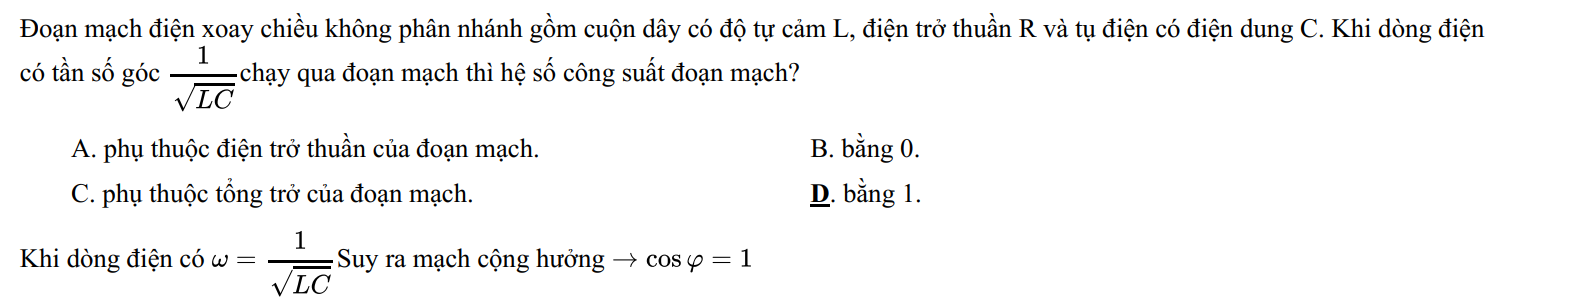 Đoạn mạch điện xoay chiều không phân nhánh gồm cuộn dây có độ tự cảm L, điện trở thuần R và tụ điện có điện dung C. Khi dòng điện
có tần số góc $\frac{1}{\sqrt{LC}}$ chạy qua đoạn mạch thì hệ số công suất đoạn mạch?
A. phụ thuộc điện trở thuần của đoạn mạch. B. bằng 0.
C. phụ thuộc tổng trở của đoạn mạch. D. bằng 1.
Khi dòng điện có $\omega = \frac{1}{\sqrt{LC}}$ Suy ra mạch cộng hưởng → cos φ = 1